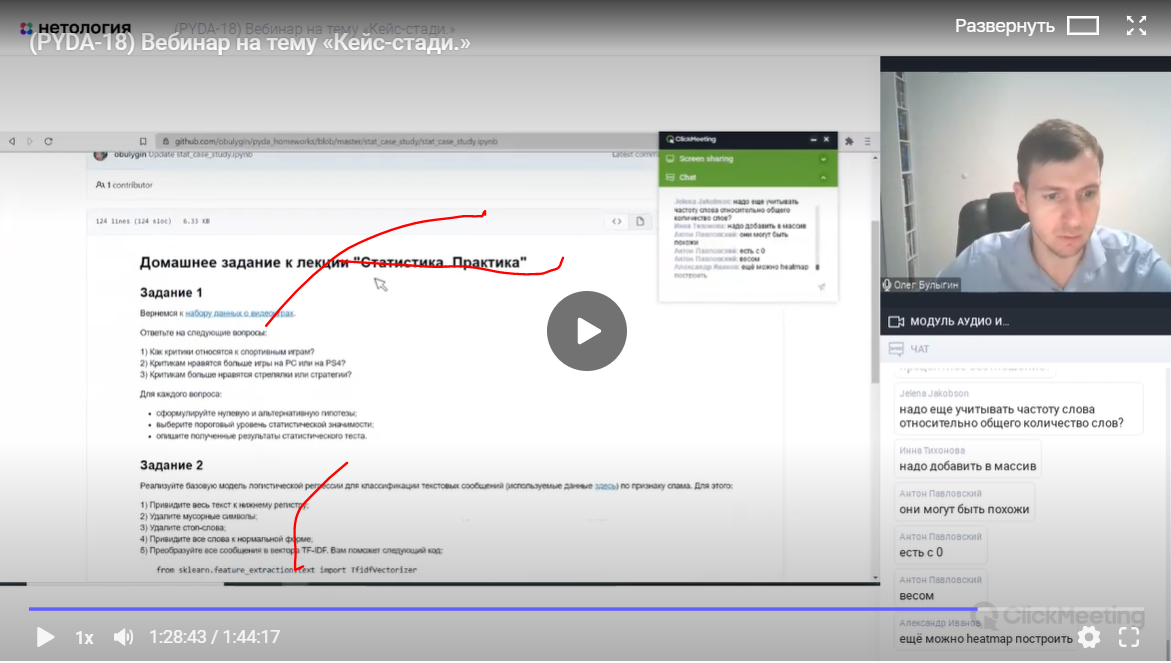 нетология
(PYDA-18) Вебинар на тему «Кейс-стади.»
(PYDA-18) Вебинар на тему «Кейс-стади.»
Развернуть
github.com/obulygin/pyda_homeworks/blob/master/stat_case_study/stat_case_study.ipynb
obulygin Update stat_case_study.ipynb
Latest comm
1 contributor
124 lines (124 sloc) 6.33 KB
Домашнее задание к лекции "Статистика. Практика"
Задание 1
Вернемся к набору данных о видеоиграх.
Ответьте на следующие вопросы:
1) Как критики относятся к спортивным играм?
2) Критикам нравятся больше игры на PC или на PS4?
3) Критикам больше нравятся стрелялки или стратегии?
Для каждого вопроса:
• сформулируйте нулевую и альтернативную гипотезы;
• выберите пороговый уровень статистической значимости;
• опишите полученные результаты статистического теста.
Задание 2
Реализуйте базовую модель логистической регрессии для классификации текстовых сообщений (используемые данные здесь) по признаку спама. Для этого:
1) Привидите весь текст к нижнему регистру;
2) Удалите мусорные символы;
3) Удалите стоп-слова;
4) Привидите все слова к нормальной форме;
5) Преобразуйте все сообщения в вектора TF-IDF. Вам поможет следующий код:
from sklearn.feature_extraction.text import TfidfVectorizer
ClickMeeting
Screen sharing
Chat
Jelena Jakobson: надо еще учитывать
частоту слова относительно общего
количество слов?
Инна Тихонова: надо добавить в массив
Антон Павловский: они могут быть
похожи
Антон Павловский: есть с 0
Антон Павловский: весом
Александр Иванов: ещё можно heatmap
построить
Олег Булыгин
МОДУЛЬ АУДИО И...
ЧАТ
Jelena Jakobson
надо еще учитывать частоту слова
относительно общего количество слов?
Инна Тихонова
надо добавить в массив
Антон Павловский
они могут быть похожи
Антон Павловский
есть с 0
Антон Павловский
весом
Александр Иванов
ещё можно heatmap построить
ClickMeeting
1x
1:28:43 / 1:44:17